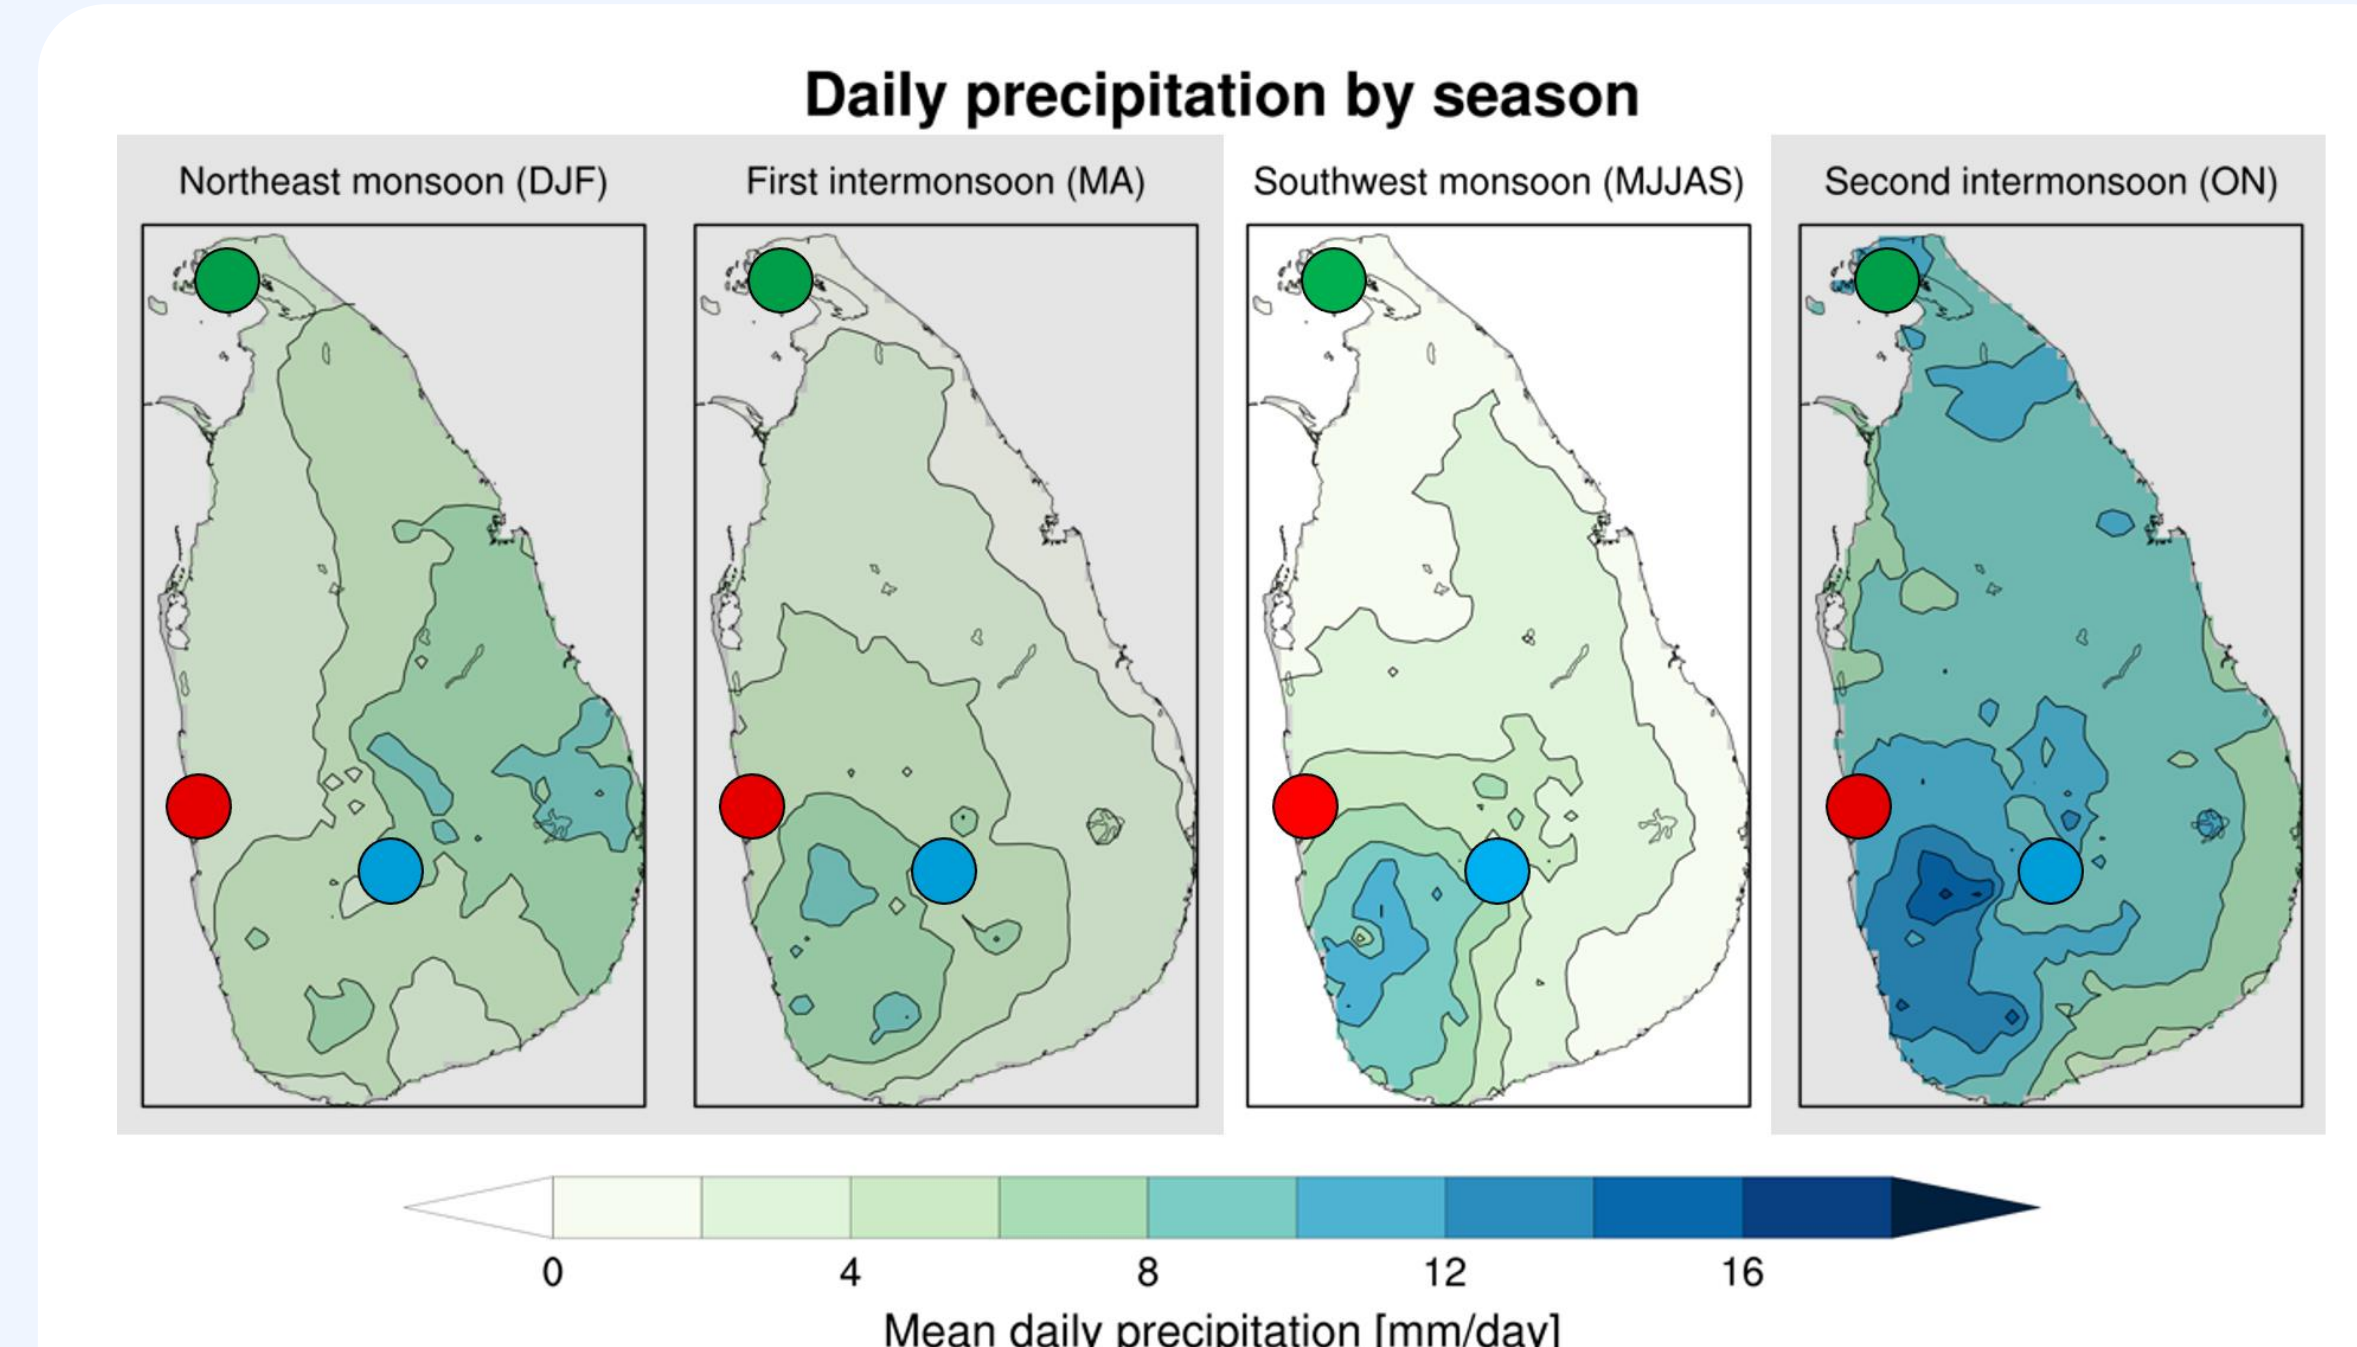 Daily precipitation by season
Northeast monsoon (DJF)
First intermonsoon (MA)
Southwest monsoon (MJJAS)
Second intermonsoon (ON)
0 4 8 12 16
Mean daily precipitation [mm/day]